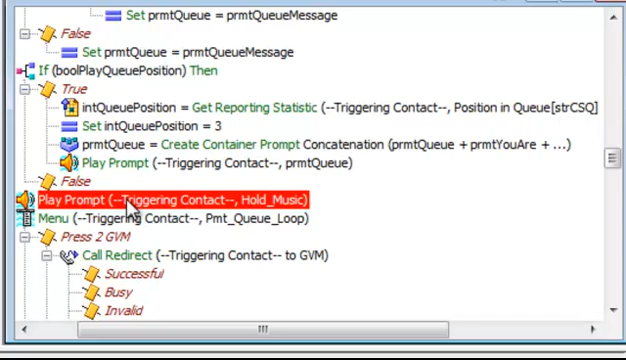 Set prmtQueue = prmtQueueMessage
False
Set prmtQueue = prmtQueueMessage
If (boolPlayQueuePosition) Then
True
intQueuePosition = Get Reporting Statistic (--Triggering Contact--, Position in Queue[strCSQ]
Set intQueuePosition = 3
prmtQueue = Create Container Prompt Concatenation (prmtQueue + prmtYouAre + ...)
Play Prompt (--Triggering Contact--, prmtQueue)
False
Play Prompt (--Triggering Contact--, Hold_Music)
Menu (--Triggering Contact--, Pmt_Queue_Loop)
Press 2 GVM
Call Redirect (--Triggering Contact-- to GVM)
Successful
Busy
Invalid